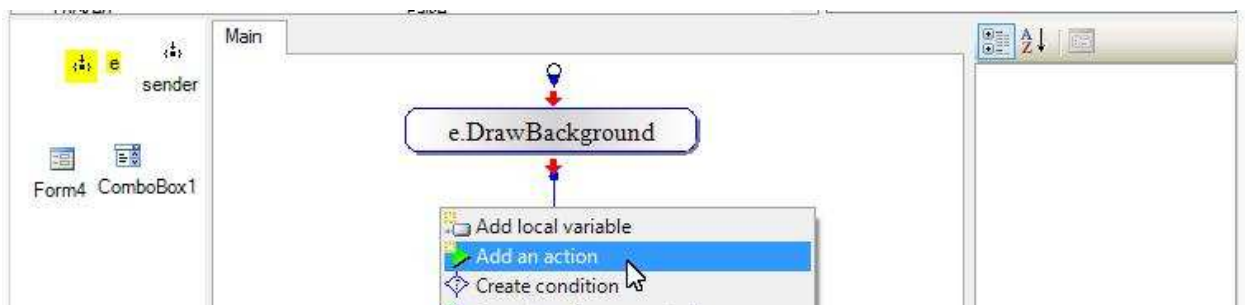 Main
e
sender
e.DrawBackground
Form4 ComboBox1
Add local variable
Add an action
Create condition